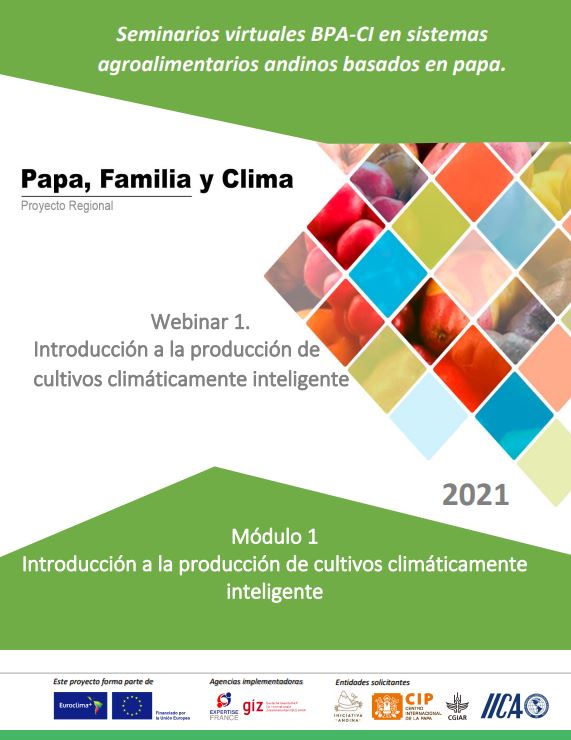 Seminarios virtuales BPA-CI en sistemas
agroalimentarios andinos basados en papa.
Papa, Familia y Clima
Proyecto Regional
Webinar 1.
Introducción a la producción de
cultivos climáticamente inteligente
2021
Módulo 1
Introducción a la producción de cultivos climáticamente
inteligente
Este proyecto forma parte de
Agencias implementadoras
Entidades solicitantes
Euroclima+
Financiado por
la Unión Europea
EXPERTISE
FRANCE
giz
INICIATIVA
"ANDINA"
CIP
CENTRO
INTERNACIONAL
DE LA PAPA
CGIAR
IICA